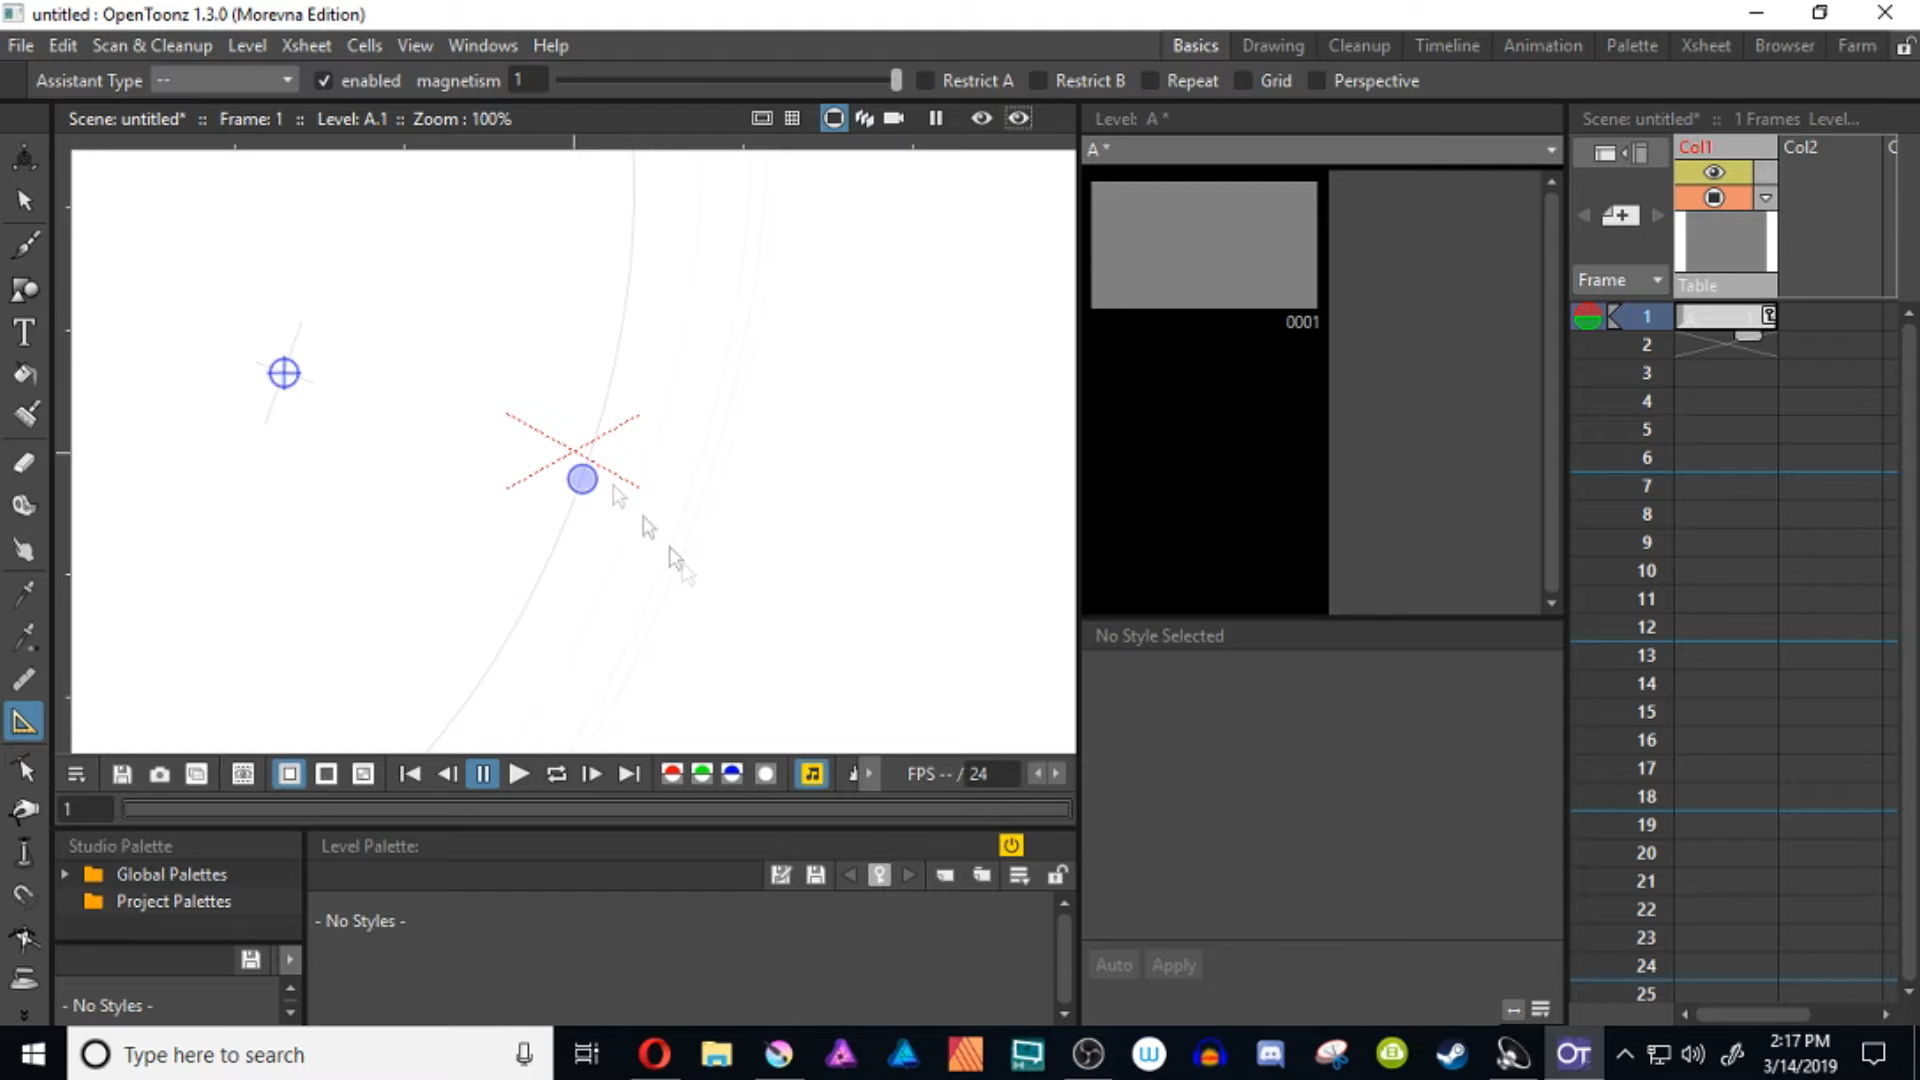 untitled : OpenToonz 1.3.0 (Morevna Edition)
File Edit Scan & Cleanup Level Xsheet Cells View Windows Help
Basics Drawing Cleanup Timeline Animation Palette Xsheet Browser Farm
Assistant Type -- enabled magnetism 1 Restrict A Restrict B Repeat Grid Perspective
Scene: untitled* :: Frame: 1 :: Level: A.1 :: Zoom : 100%
Level: A *
Scene: untitled* :: 1 Frames Level...
A *
Col1 Col2
0001
Frame
Table
1
2
3
4
5
6
7
8
9
10
11
12
13
14
15
16
17
18
19
20
21
22
23
24
25
No Style Selected
FPS -- / 24
1
Studio Palette
Level Palette:
Global Palettes
Project Palettes
- No Styles -
- No Styles -
Auto Apply
Type here to search
2:17 PM
3/14/2019